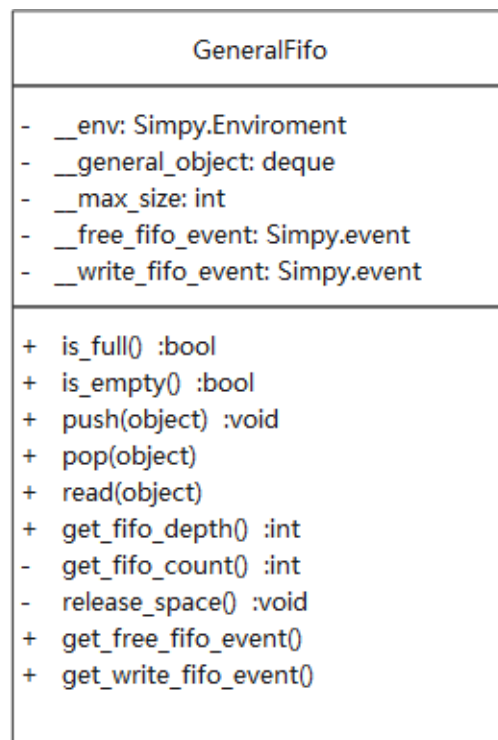 GeneralFifo
- __env: Simpy.Enviroment
- __general_object: deque
- __max_size: int
- __free_fifo_event: Simpy.event
- __write_fifo_event: Simpy.event
+ is_full() :bool
+ is_empty() :bool
+ push(object) :void
+ pop(object)
+ read(object)
+ get_fifo_depth() :int
- get_fifo_count() :int
- release_space() :void
+ get_free_fifo_event()
+ get_write_fifo_event()